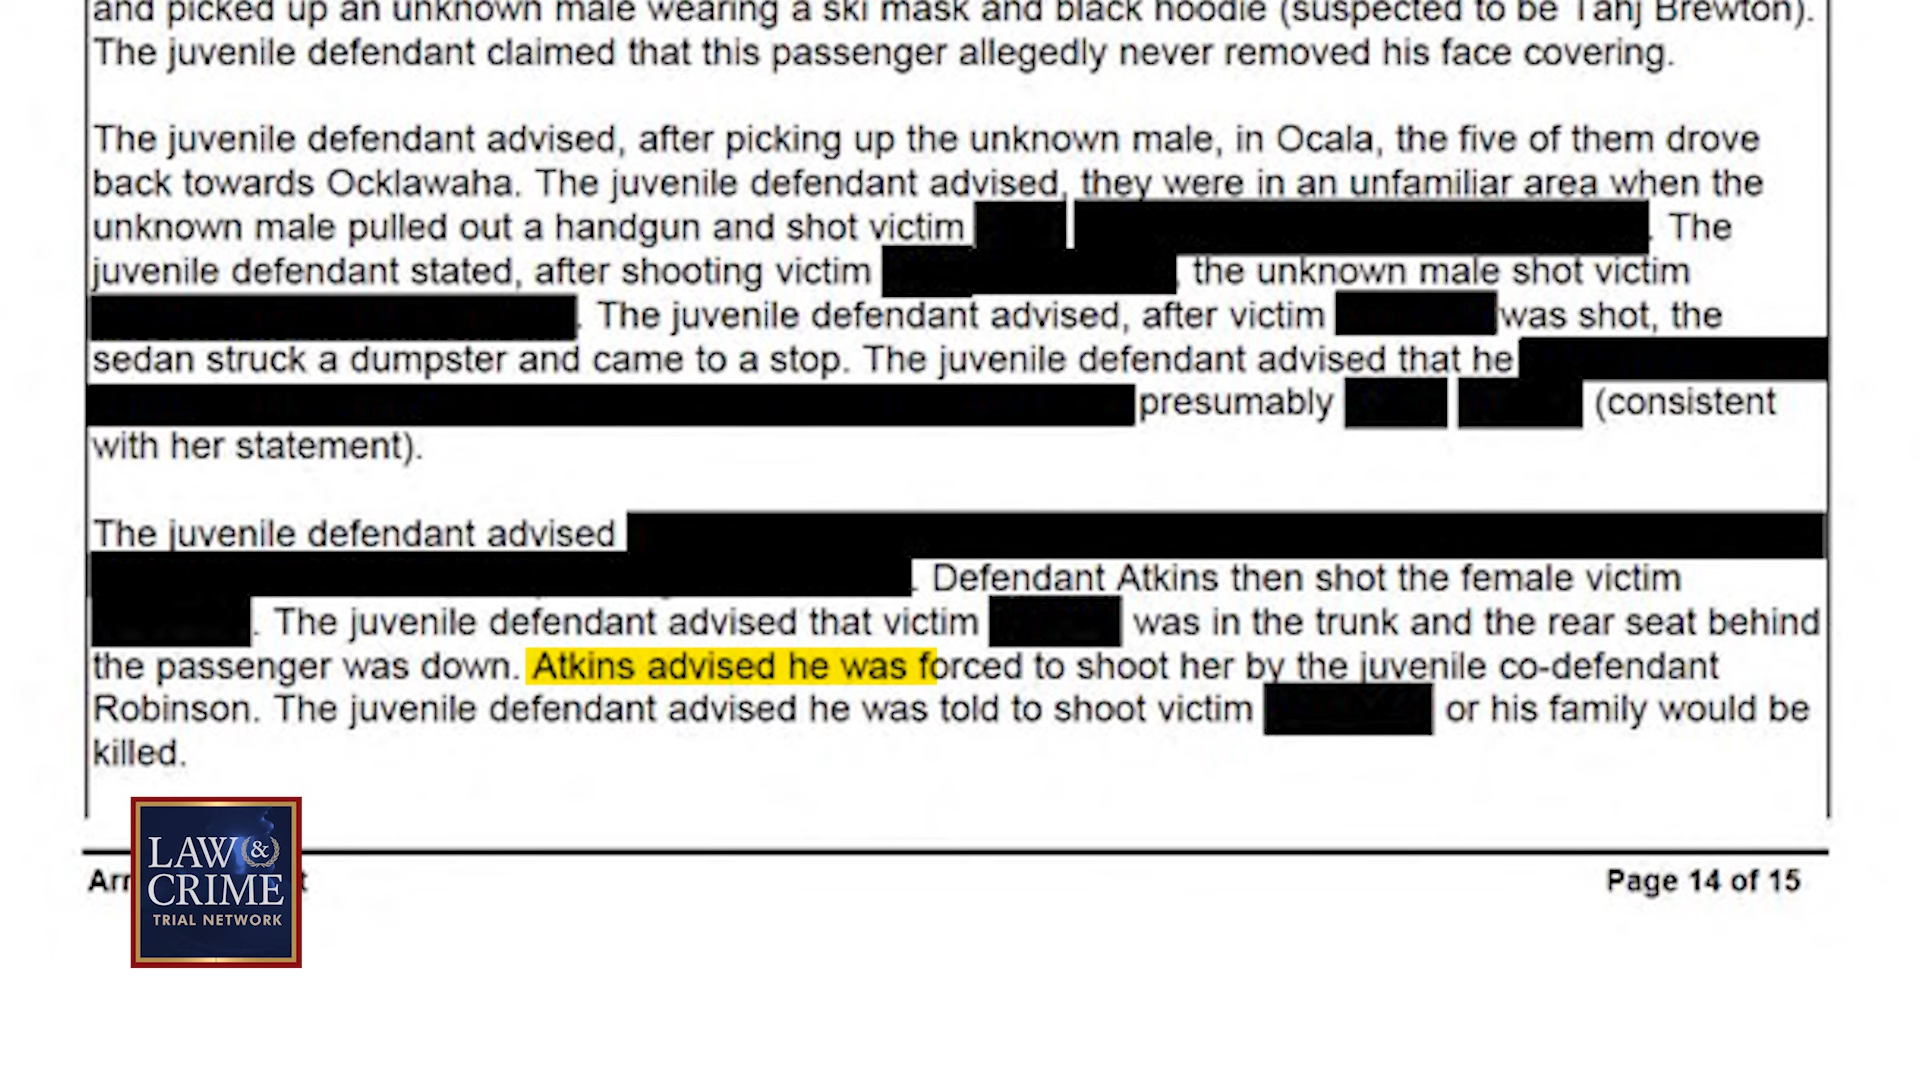 and picked up an unknown male wearing a ski mask and black hoodie (suspected to be Tahj Brewton).
The juvenile defendant claimed that this passenger allegedly never removed his face covering.
The juvenile defendant advised, after picking up the unknown male, in Ocala, the five of them drove
back towards Ocklawaha. The juvenile defendant advised, they were in an unfamiliar area when the
unknown male pulled out a handgun and shot victim . The
juvenile defendant stated, after shooting victim , the unknown male shot victim
. The juvenile defendant advised, after victim was shot, the
sedan struck a dumpster and came to a stop. The juvenile defendant advised that he
presumably (consistent
with her statement).
The juvenile defendant advised
. Defendant Atkins then shot the female victim
. The juvenile defendant advised that victim was in the trunk and the rear seat behind
the passenger was down. Atkins advised he was forced to shoot her by the juvenile co-defendant
Robinson. The juvenile defendant advised he was told to shoot victim or his family would be
killed.
Page 14 of 15
LAW &
CRIME
TRIAL NETWORK